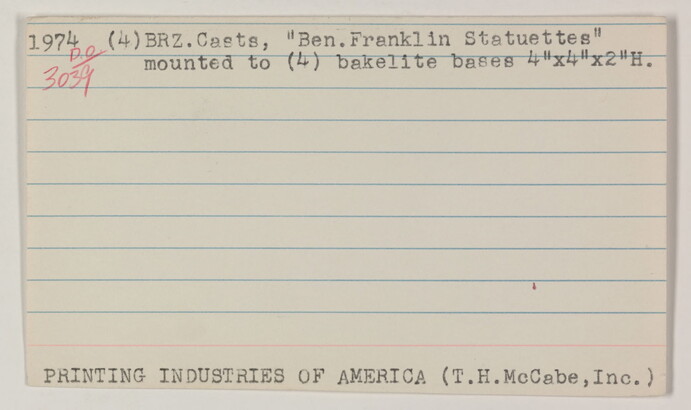 1974 (4)BRZ.Casts, "Ben.Franklin Statuettes"
P.O.
mounted to (4) bakelite bases 4"x4"x2"H.
3039
PRINTING INDUSTRIES OF AMERICA (T.H.McCabe,Inc.)